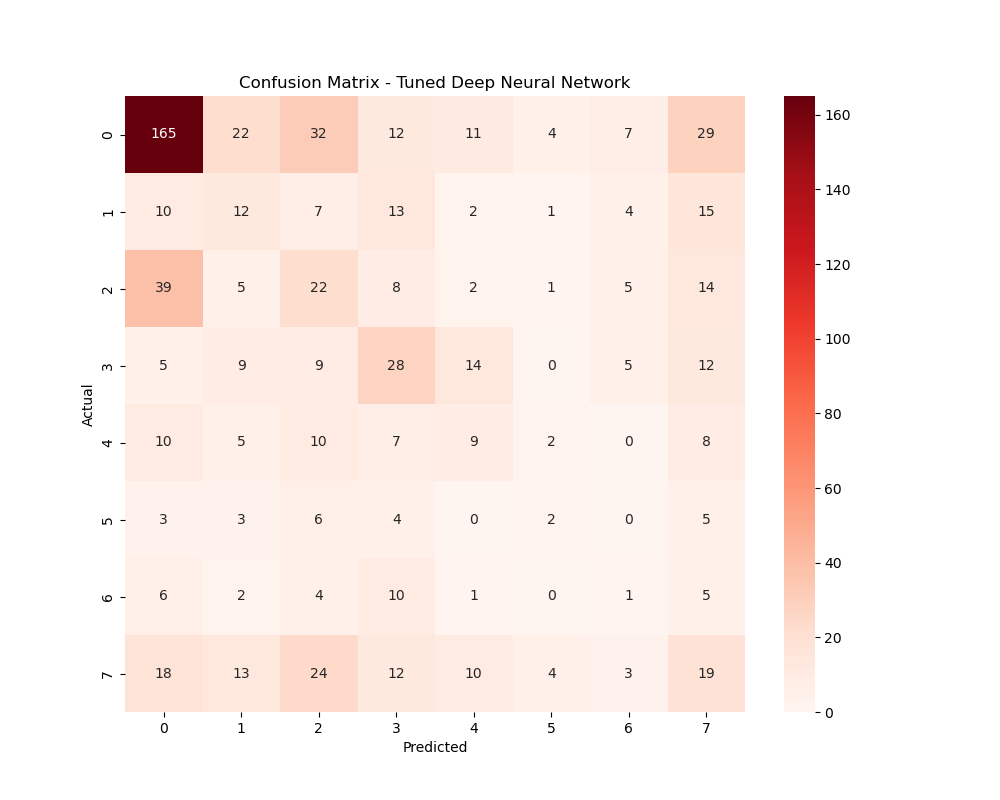 Confusion Matrix - Tuned Deep Neural Network
Actual
0 165 22 32 12 11 4 7 29
1 10 12 7 13 2 1 4 15
2 39 5 22 8 2 1 5 14
3 5 9 9 28 14 0 5 12
4 10 5 10 7 9 2 0 8
5 3 3 6 4 0 2 0 5
6 6 2 4 10 1 0 1 5
7 18 13 24 12 10 4 3 19
0 1 2 3 4 5 6 7
Predicted
160
140
120
100
80
60
40
20
0